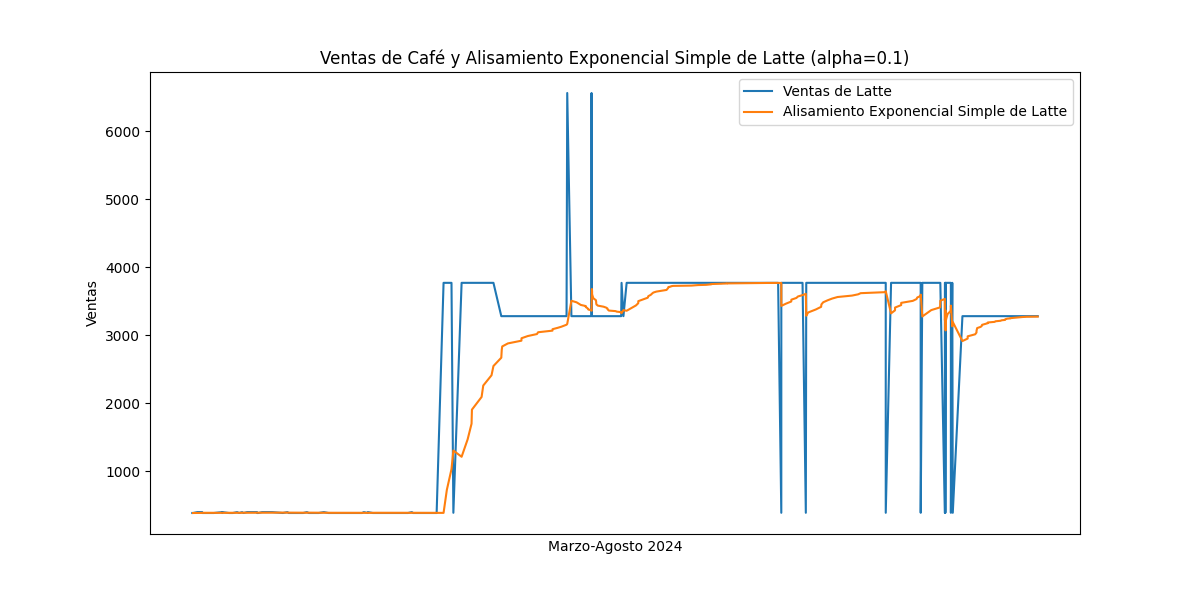 Ventas de Café y Alisamiento Exponencial Simple de Latte (alpha=0.1)
Ventas de Latte
Alisamiento Exponencial Simple de Latte
6000
5000
4000
3000
2000
1000
Ventas
Marzo-Agosto 2024